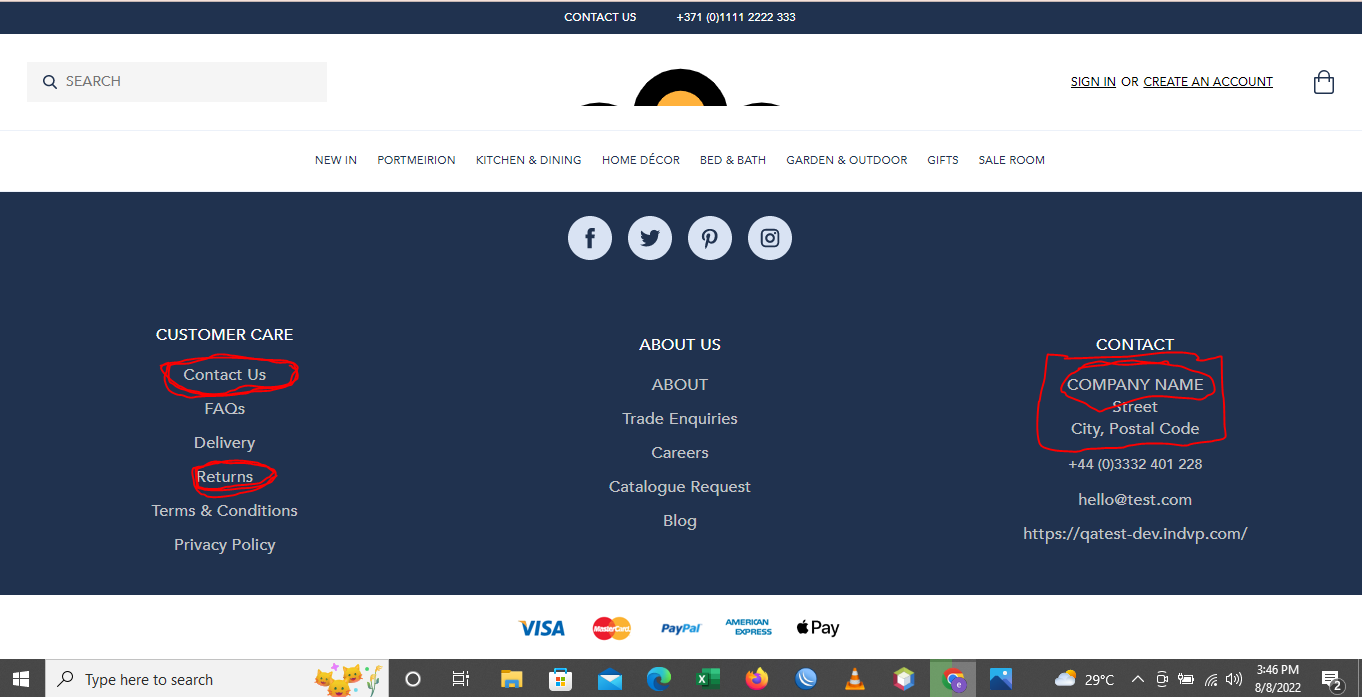 CONTACT US +371 (0)1111 2222 333
SEARCH
SIGN IN OR CREATE AN ACCOUNT
NEW IN PORTMEIRION KITCHEN & DINING HOME DÉCOR BED & BATH GARDEN & OUTDOOR GIFTS SALE ROOM
CUSTOMER CARE
Contact Us
FAQs
Delivery
Returns
Terms & Conditions
Privacy Policy
ABOUT US
ABOUT
Trade Enquiries
Careers
Catalogue Request
Blog
CONTACT
COMPANY NAME
Street
City, Postal Code
+44 (0)3332 401 228
hello@test.com
https://qatest-dev.indvp.com/
VISA MasterCard PayPal AMERICAN EXPRESS Pay
Type here to search
29°C
3:46 PM
8/8/2022
2